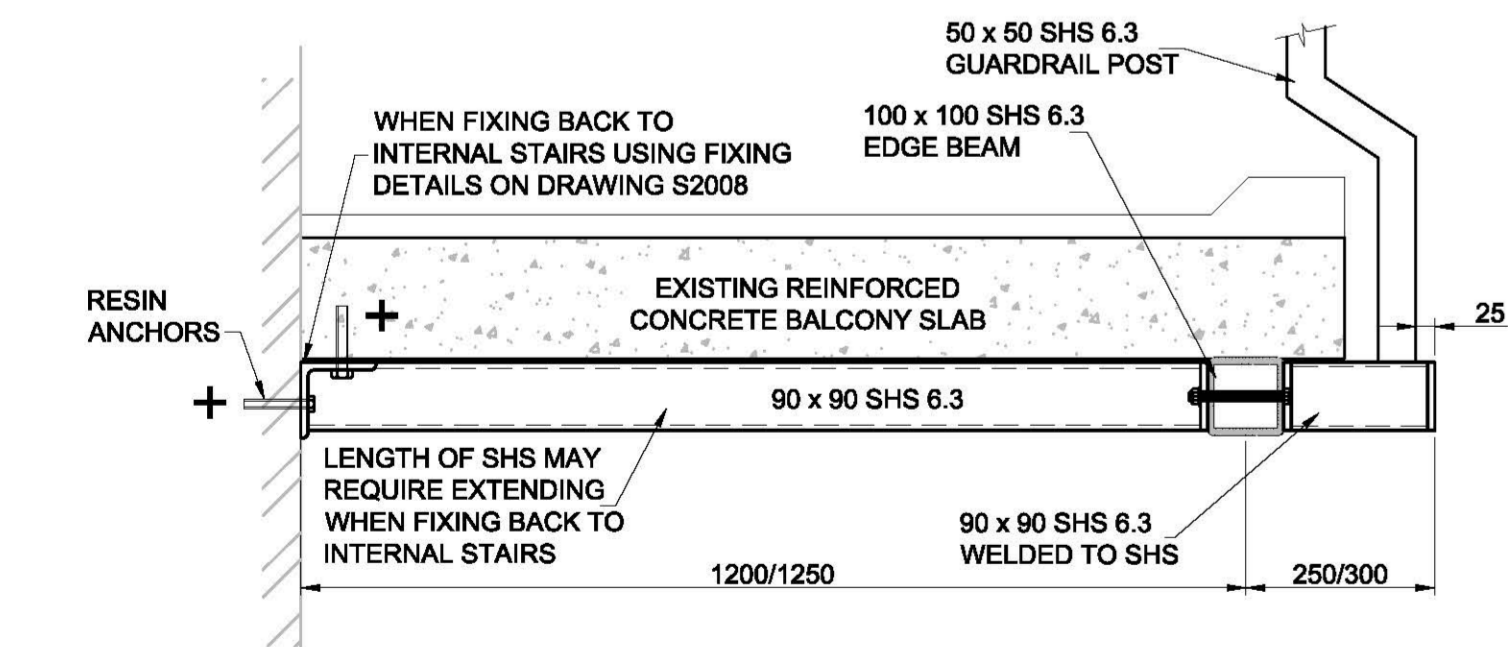 50 x 50 SHS 6.3
GUARDRAIL POST
100 x 100 SHS 6.3
EDGE BEAM
WHEN FIXING BACK TO
INTERNAL STAIRS USING FIXING
DETAILS ON DRAWING S2008
EXISTING REINFORCED
CONCRETE BALCONY SLAB
RESIN
ANCHORS
25
90 x 90 SHS 6.3
LENGTH OF SHS MAY
REQUIRE EXTENDING
WHEN FIXING BACK TO
INTERNAL STAIRS
90 x 90 SHS 6.3
WELDED TO SHS
1200/1250
250/300